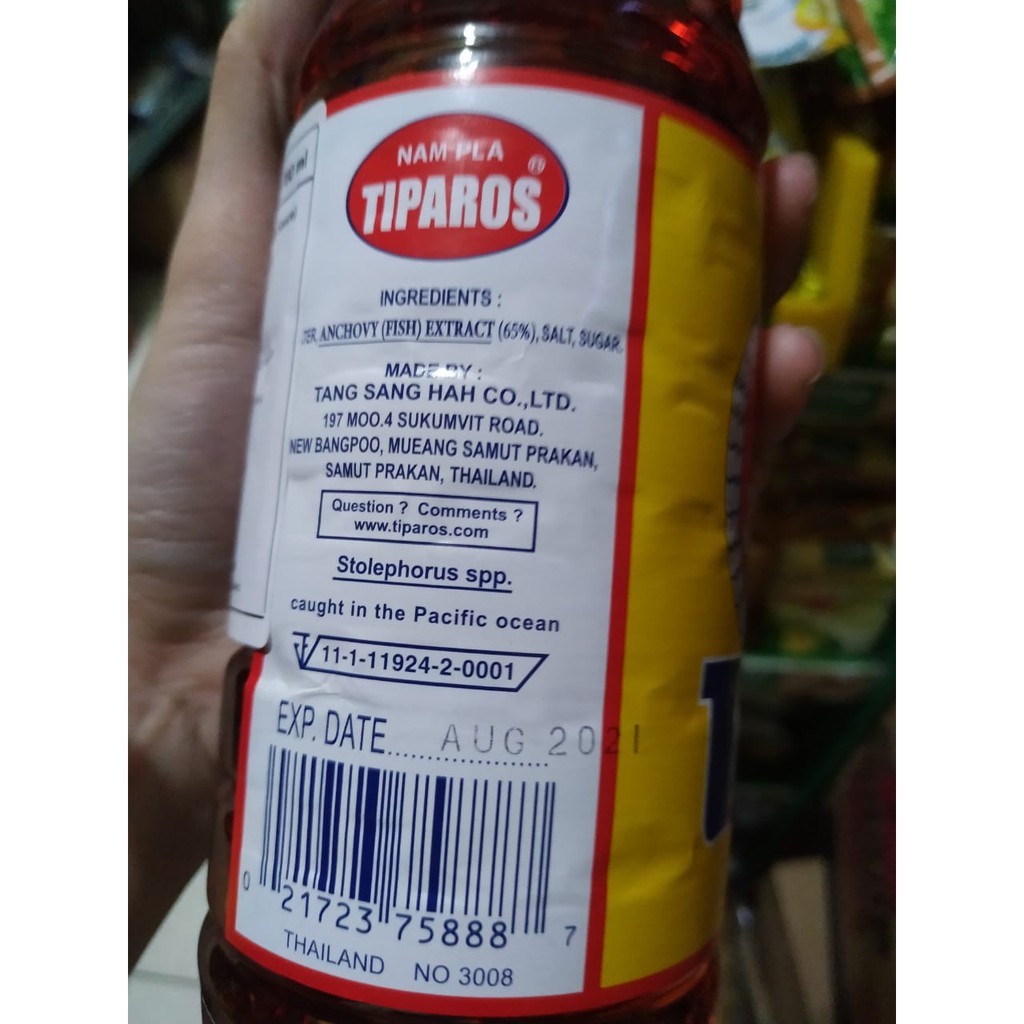 NAM PLA
TIPAROS
INGREDIENTS :
ANCHOVY (FISH) EXTRACT (65%), SALT, SUGAR.
MADE BY :
TANG SANG HAH CO.,LTD.
197 MOO.4 SUKUMVIT ROAD.
NEW BANGPOO, MUEANG SAMUT PRAKAN,
SAMUT PRAKAN, THAILAND.
Question ? Comments ?
www.tiparos.com
Stolephorus spp.
caught in the Pacific ocean
11-1-11924-2-0001
EXP. DATE...... AUG 2021
0 21723 75888 7
THAILAND NO 3008